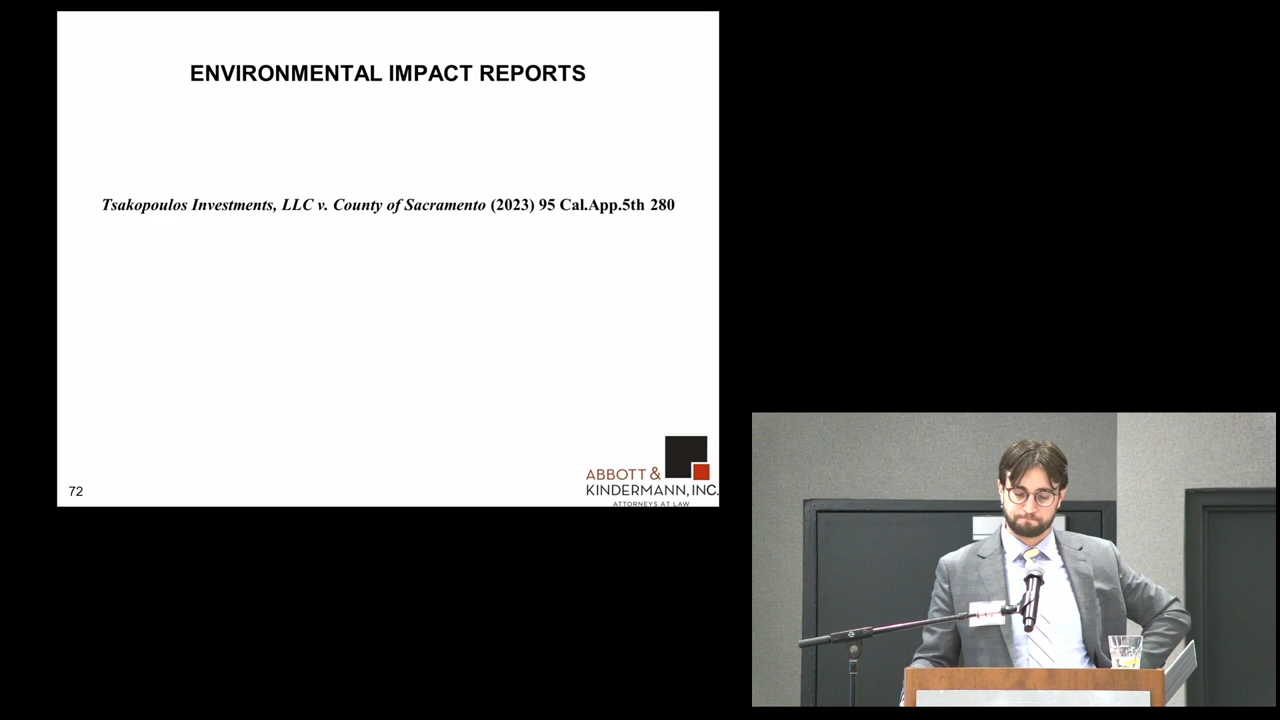 ENVIRONMENTAL IMPACT REPORTS
Tsakopoulos Investments, LLC v. County of Sacramento (2023) 95 Cal.App.5th 280
ABBOTT &
KINDERMANN, INC.
ATTORNEYS AT LAW
72